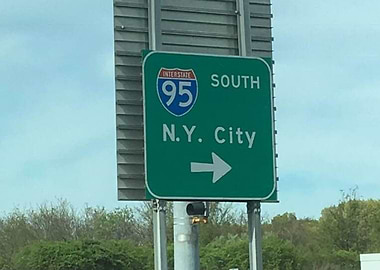 INTERSTATE
95 SOUTH
N.Y. City